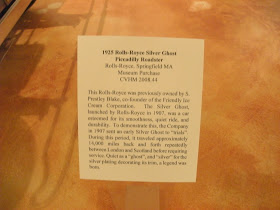 1925 Rolls-Royce Silver Ghost
Piccadilly Roadster
Rolls-Royce, Springfield MA
Museum Purchase
CVHM 2008.44
This Rolls-Royce was previously owned by S.
Prestley Blake, co-founder of the Friendly Ice
Cream Corporation. The Silver Ghost,
launched by Rolls-Royce in 1907, was a car
renowned for its smoothness, quiet ride, and
durability. To demonstrate this, the Company
in 1907 sent an early Silver Ghost to "trials".
During this period, it traveled approximately
14,000 miles back and forth repeatedly
between London and Scotland before requiring
service. Quiet as a "ghost", and "silver" for the
silver plating decorating its trim, a legend was
born.